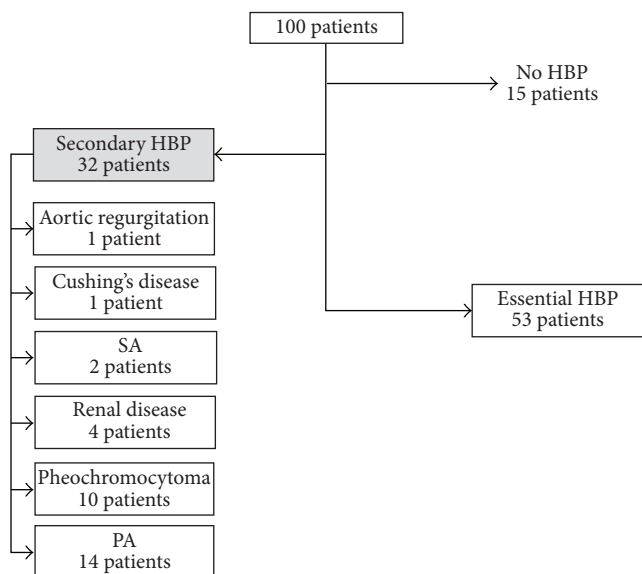 100 patients
No HBP
15 patients
Secondary HBP
32 patients
Aortic regurgitation
1 patient
Cushing's disease
1 patient
Essential HBP
53 patients
SA
2 patients
Renal disease
4 patients
Pheochromocytoma
10 patients
PA
14 patients